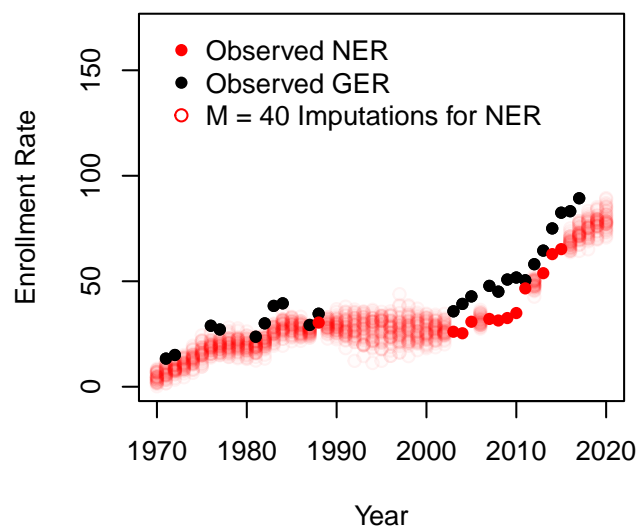 Observed NER
Observed GER
M = 40 Imputations for NER
Enrollment Rate
150
100
50
0
1970 1980 1990 2000 2010 2020
Year